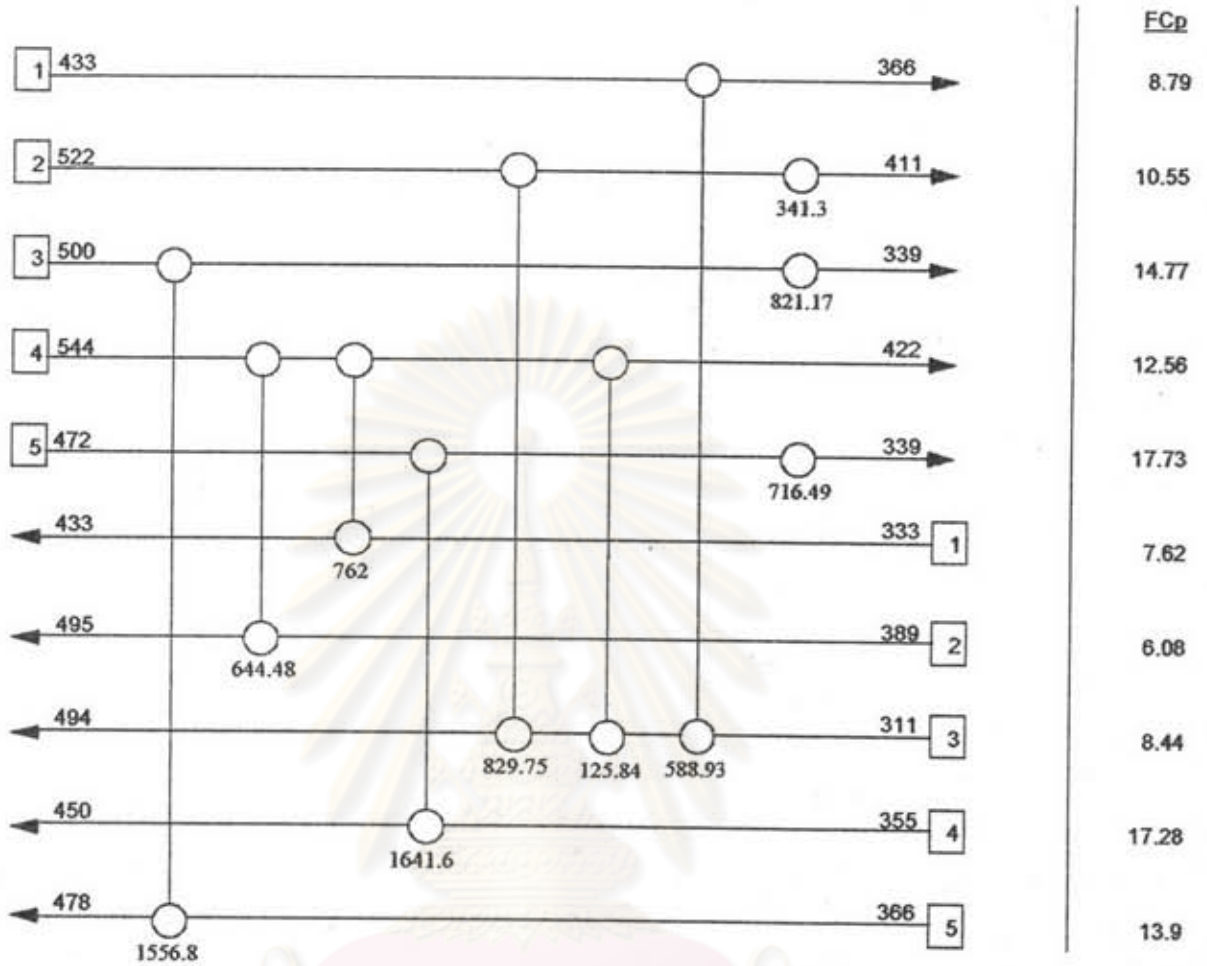 FCp
1 433 366 8.79
2 522 411 10.55
341.3
3 500 339 14.77
821.17
4 544 422 12.56
5 472 339 17.73
716.49
433 333 1 7.62
762
495 389 2 6.08
644.48
494 311 3 8.44
829.75 125.84 588.93
450 355 4 17.28
1641.6
478 366 5 13.9
1556.8